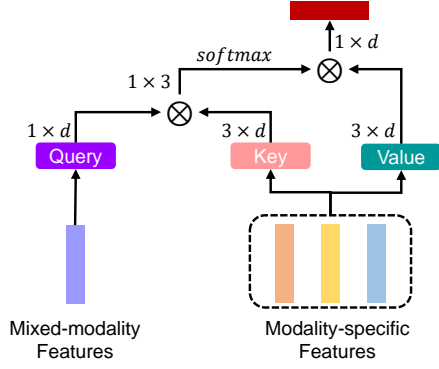 1 × d
softmax
1 × 3
1 × d
3 × d
3 × d
Query
Key
Value
Mixed-modality
Features
Modality-specific
Features